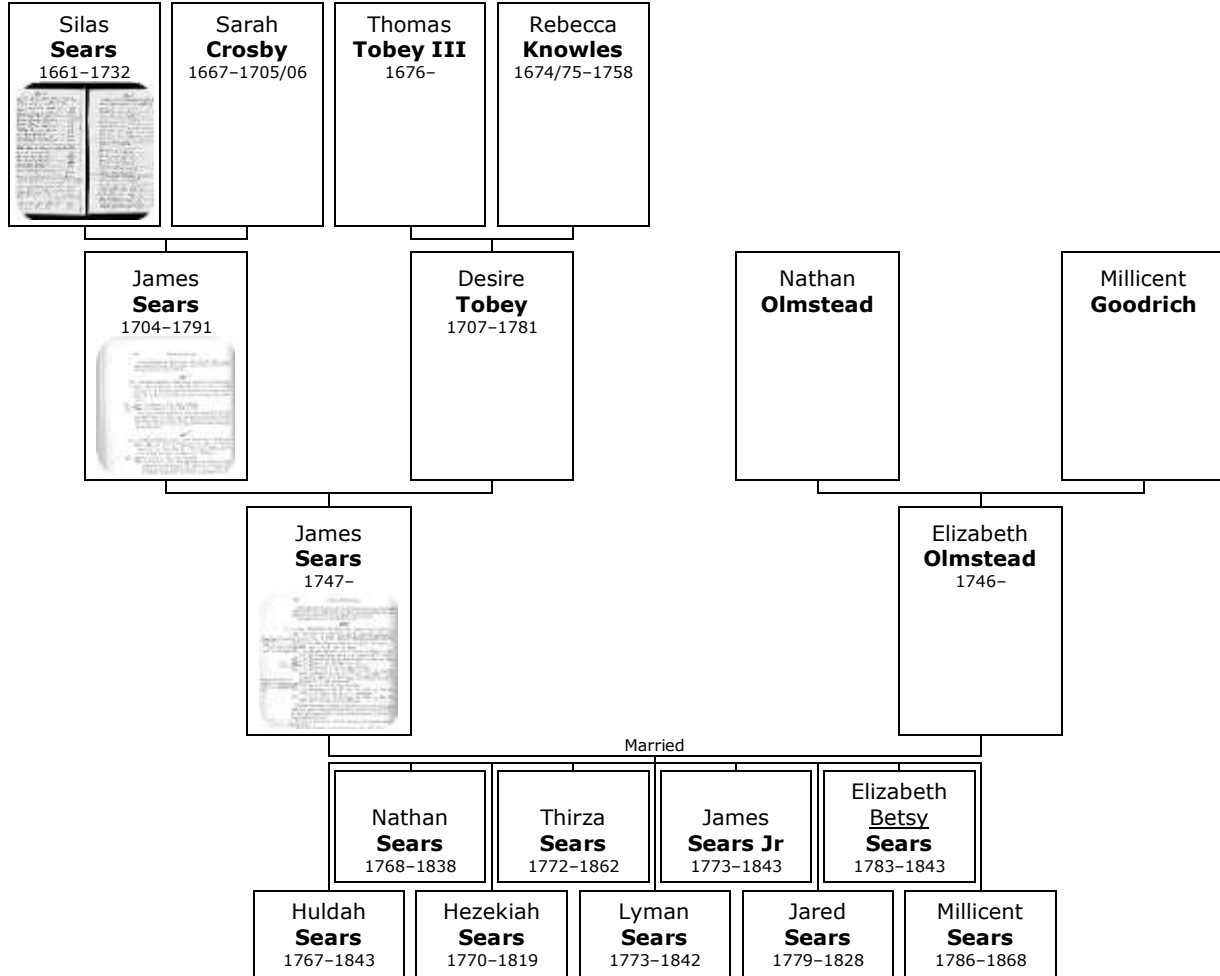 Silas
Sears
1661–1732
Sarah
Crosby
1667–1705/06
Thomas
Tobey III
1676–
Rebecca
Knowles
1674/75–1758
James
Sears
1704–1791
Desire
Tobey
1707–1781
Nathan
Olmstead
Millicent
Goodrich
James
Sears
1747–
Elizabeth
Olmstead
1746–
Married
Nathan
Sears
1768–1838
Thirza
Sears
1772–1862
James
Sears Jr
1773–1843
Elizabeth
Betsy
Sears
1783–1843
Huldah
Sears
1767–1843
Hezekiah
Sears
1770–1819
Lyman
Sears
1773–1842
Jared
Sears
1779–1828
Millicent
Sears
1786–1868